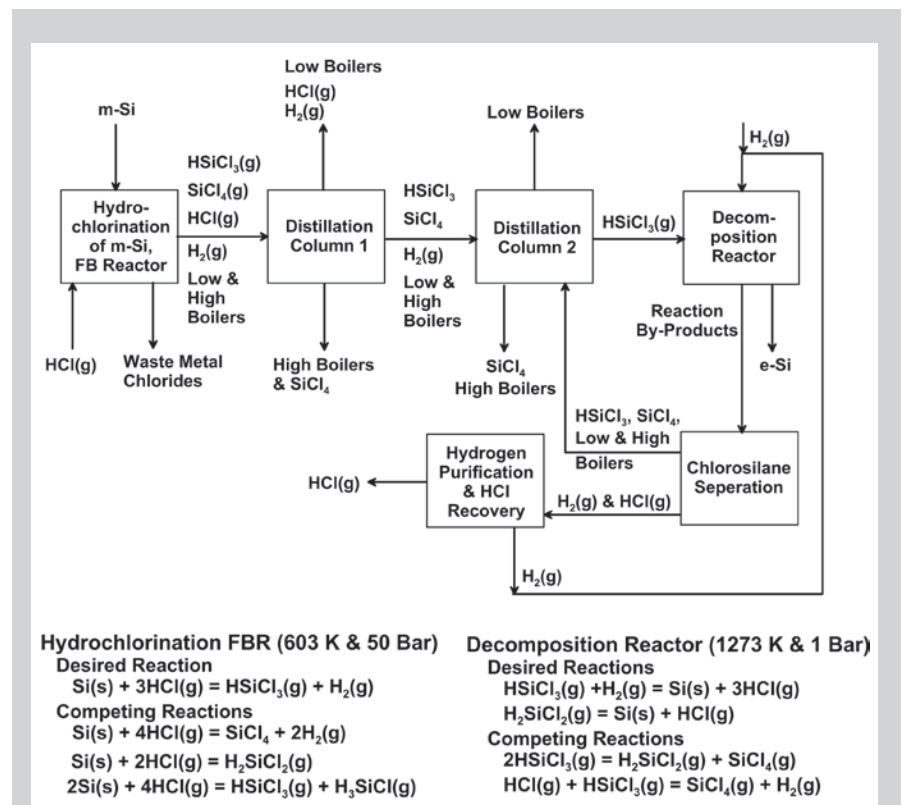 m-Si
Low Boilers
HCl(g)
H₂(g)
Low Boilers
H₂(g)
HSiCl₃(g)
SiCl₄(g)
HCl(g)
H₂(g)
Low &
High
Boilers
Hydro-
chlorination
of m-Si,
FB Reactor
Distillation
Column 1
HSiCl₃
SiCl₄
H₂(g)
Low &
High
Boilers
Distillation
Column 2
HSiCl₃(g)
Decom-
position
Reactor
HCl(g)
Waste Metal
Chlorides
High Boilers
& SiCl₄
SiCl₄
High Boilers
Reaction
By-Products
e-Si
HSiCl₃, SiCl₄,
Low & High
Boilers
Chlorosilane
Seperation
HCl(g)
Hydrogen
Purification
& HCl
Recovery
H₂(g) & HCl(g)
H₂(g)
Hydrochlorination FBR (603 K & 50 Bar)
Desired Reaction
Si(s) + 3HCl(g) = HSiCl₃(g) + H₂(g)
Competing Reactions
Si(s) + 4HCl(g) = SiCl₄ + 2H₂(g)
Si(s) + 2HCl(g) = H₂SiCl₂(g)
2Si(s) + 4HCl(g) = HSiCl₃(g) + H₃SiCl(g)
Decomposition Reactor (1273 K & 1 Bar)
Desired Reactions
HSiCl₃(g) +H₂(g) = Si(s) + 3HCl(g)
H₂SiCl₂(g) = Si(s) + HCl(g)
Competing Reactions
2HSiCl₃(g) = H₂SiCl₂(g) + SiCl₄(g)
HCl(g) + HSiCl₃(g) = SiCl₄(g) + H₂(g)